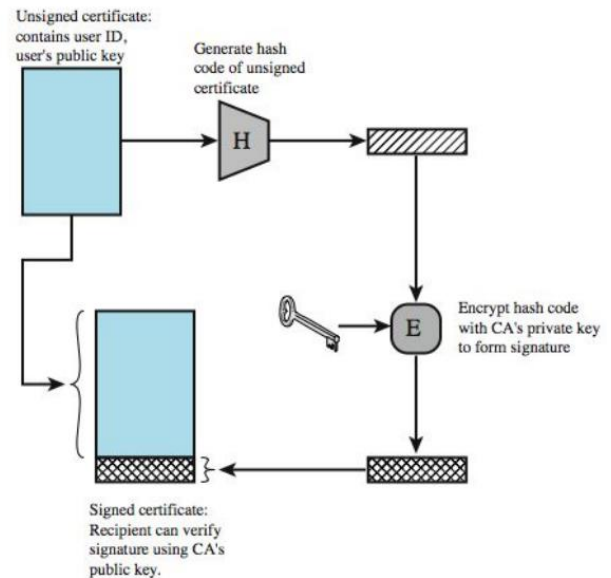 Unsigned certificate:
contains user ID,
user's public key
Generate hash
code of unsigned
certificate
H
E
Encrypt hash code
with CA's private key
to form signature
Signed certificate:
Recipient can verify
signature using CA's
public key.